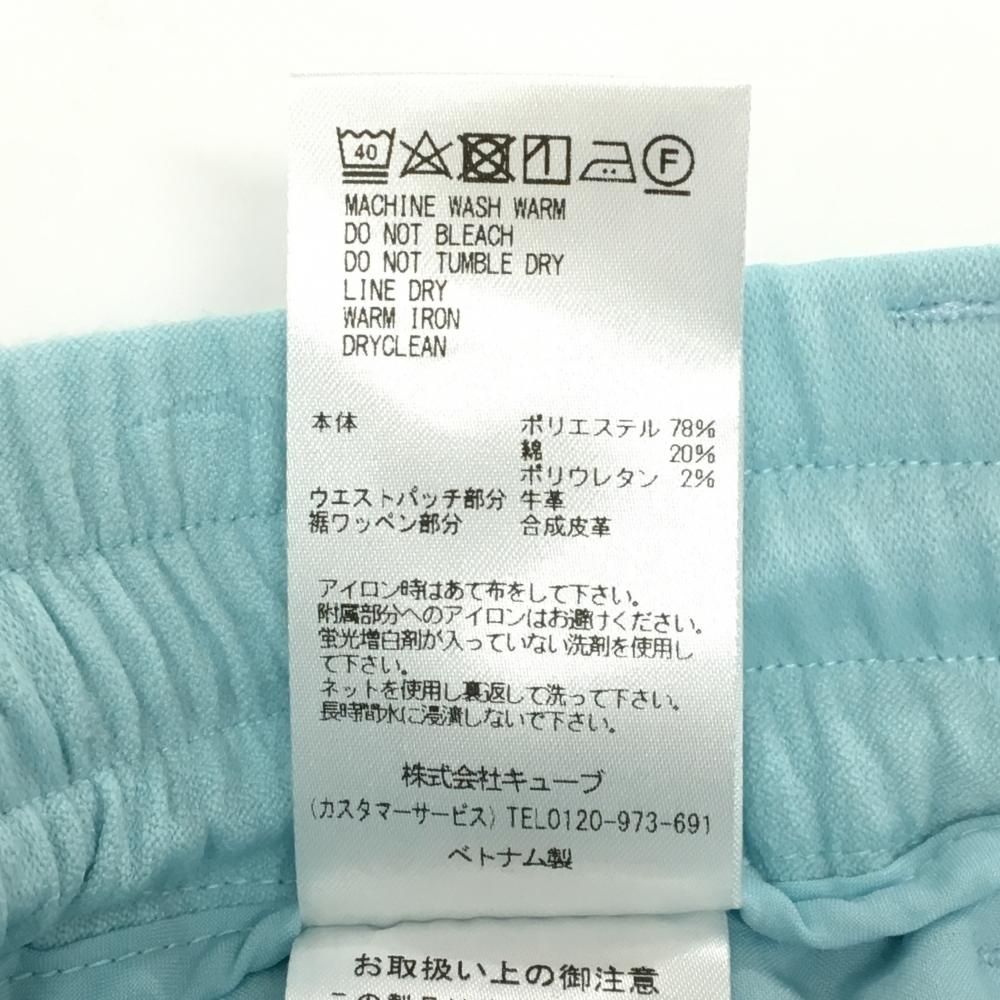 40 F
MACHINE WASH WARM
DO NOT BLEACH
DO NOT TUMBLE DRY
LINE DRY
WARM IRON
DRYCLEAN
本体 ポリエステル 78%
綿 20%
ポリウレタン 2%
ウエストパッチ部分 牛革
裾ワッペン部分 合成皮革
アイロン時はあて布をして下さい。
附属部分へのアイロンはお避けください。
蛍光増白剤が入っていない洗剤を使用し
て下さい。
ネットを使用し裏返して洗って下さい。
長時間水に浸漬しないで下さい。
株式会社キューブ
(カスタマーサービス) TEL0120-973-691
ベトナム製
お取扱い上の御注意
この製品は